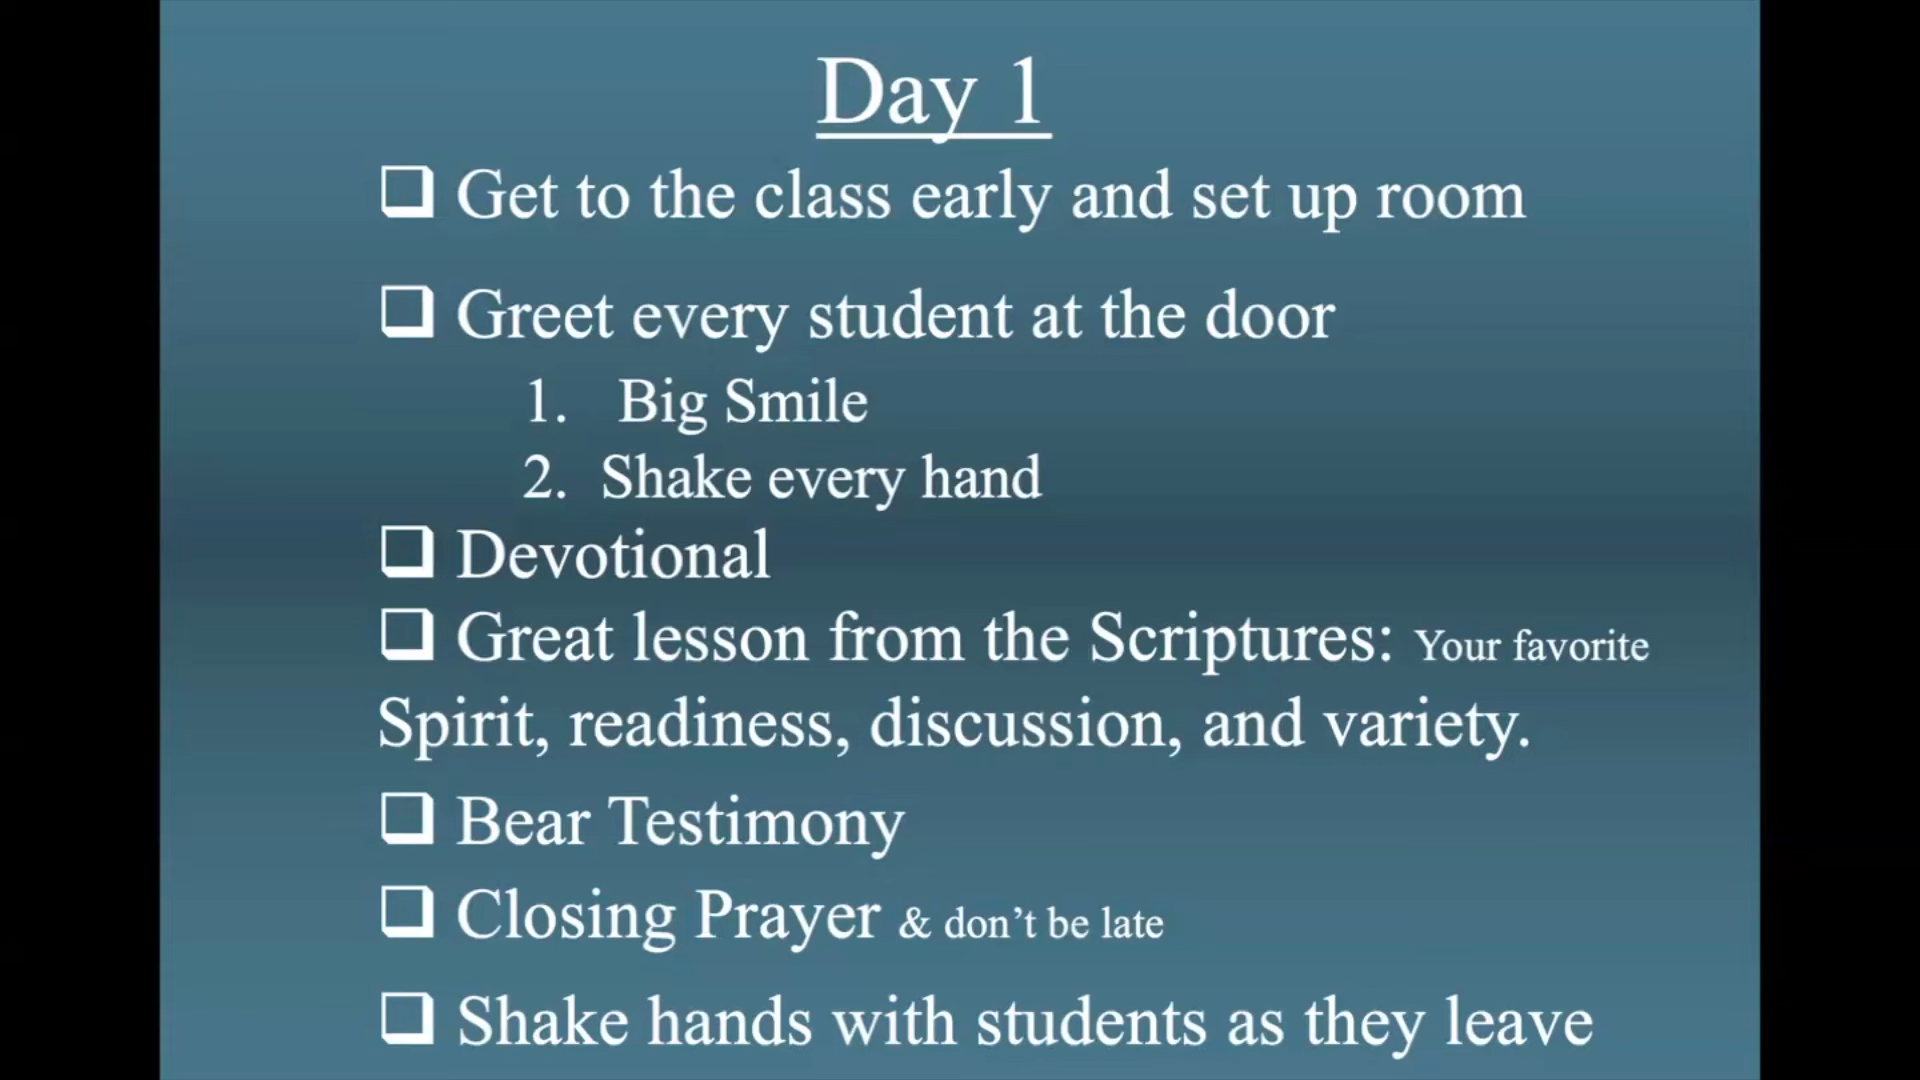 Day 1
❑ Get to the class early and set up room
❑ Greet every student at the door
1. Big Smile
2. Shake every hand
❑ Devotional
❑ Great lesson from the Scriptures: Your favorite
Spirit, readiness, discussion, and variety.
❑ Bear Testimony
❑ Closing Prayer & don’t be late
❑ Shake hands with students as they leave